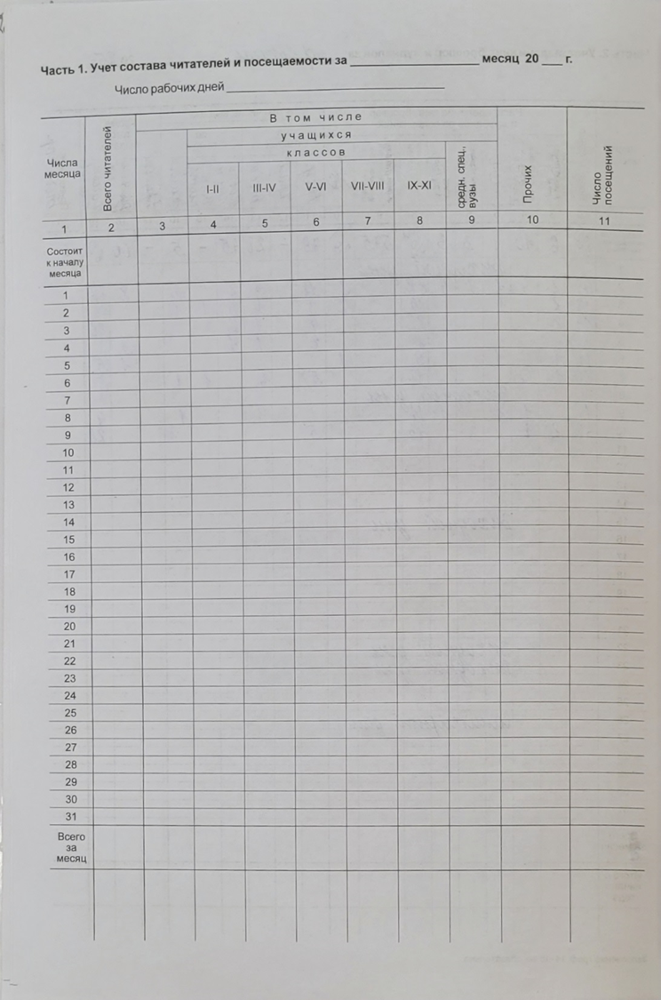 Часть 1. Учет состава читателей и посещаемости за ____________________ месяц 20 ___ г.
Число рабочих дней ____________________
Числа месяца
Всего читателей
В том числе
учащихся
классов
I-II III-IV V-VI VII-VIII IX-XI
средн. спец., вузы
Прочих
Число посещений
1 2 3 4 5 6 7 8 9 10 11
Состоит
к началу
месяца
1
2
3
4
5
6
7
8
9
10
11
12
13
14
15
16
17
18
19
20
21
22
23
24
25
26
27
28
29
30
31
Всего
за
месяц